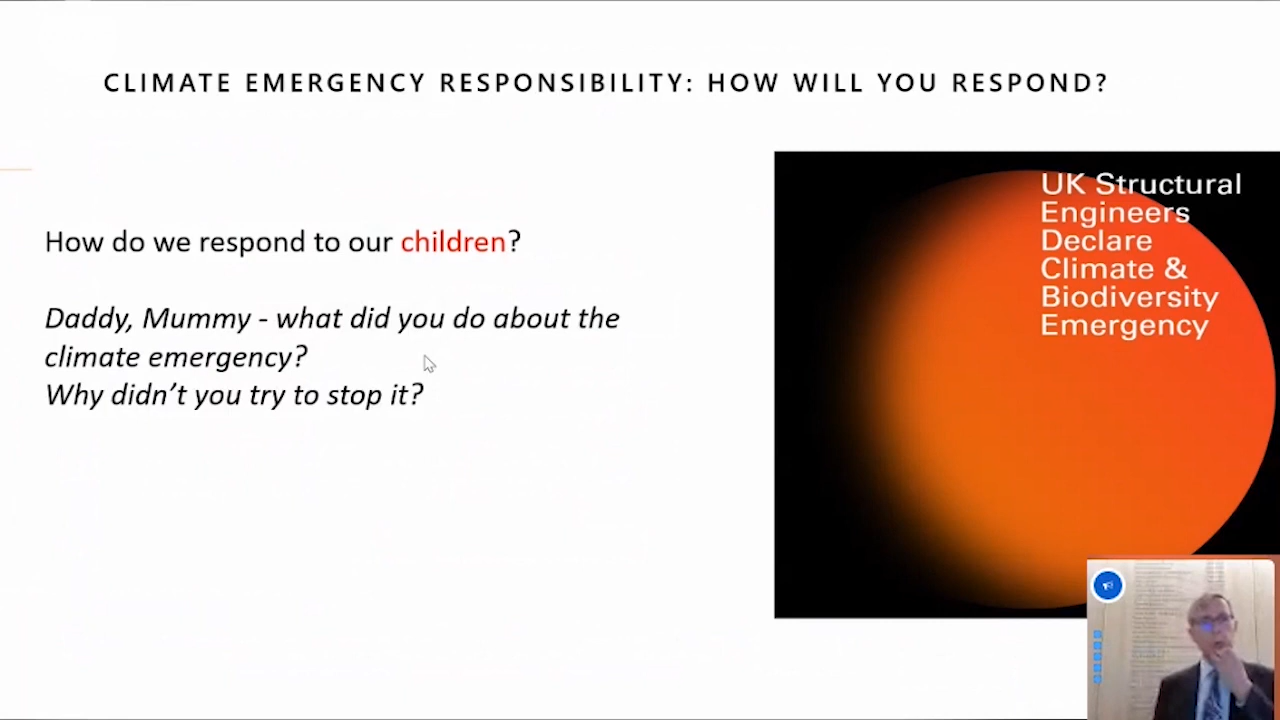 CLIMATE EMERGENCY RESPONSIBILITY: HOW WILL YOU RESPOND?
How do we respond to our children?
Daddy, Mummy - what did you do about the
climate emergency?
Why didn't you try to stop it?
UK Structural
Engineers
Declare
Climate &
Biodiversity
Emergency